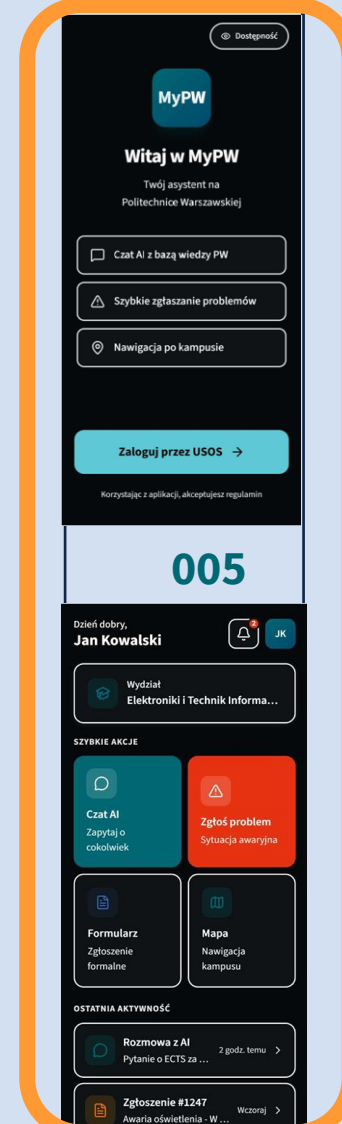 Dostępność
MyPW
Witaj w MyPW
Twój asystent na
Politechnice Warszawskiej
Czat AI z bazą wiedzy PW
Szybkie zgłaszanie problemów
Nawigacja po kampusie
Zaloguj przez USOS →
Korzystając z aplikacji, akceptujesz regulamin
005
Dzień dobry,
Jan Kowalski
2
JK
Wydział
Elektroniki i Technik Informa...
SZYBKIE AKCJE
Czat AI
Zapytaj o
cokolwiek
Zgłoś problem
Sytuacja awaryjna
Formularz
Zgłoszenie
formalne
Mapa
Nawigacja
kampusu
OSTATNIA AKTYWNOŚĆ
Rozmowa z AI
Pytanie o ECTS za ...
2 godz. temu
Zgłoszenie #1247
Awaria oświetlenia - W ...
Wczoraj